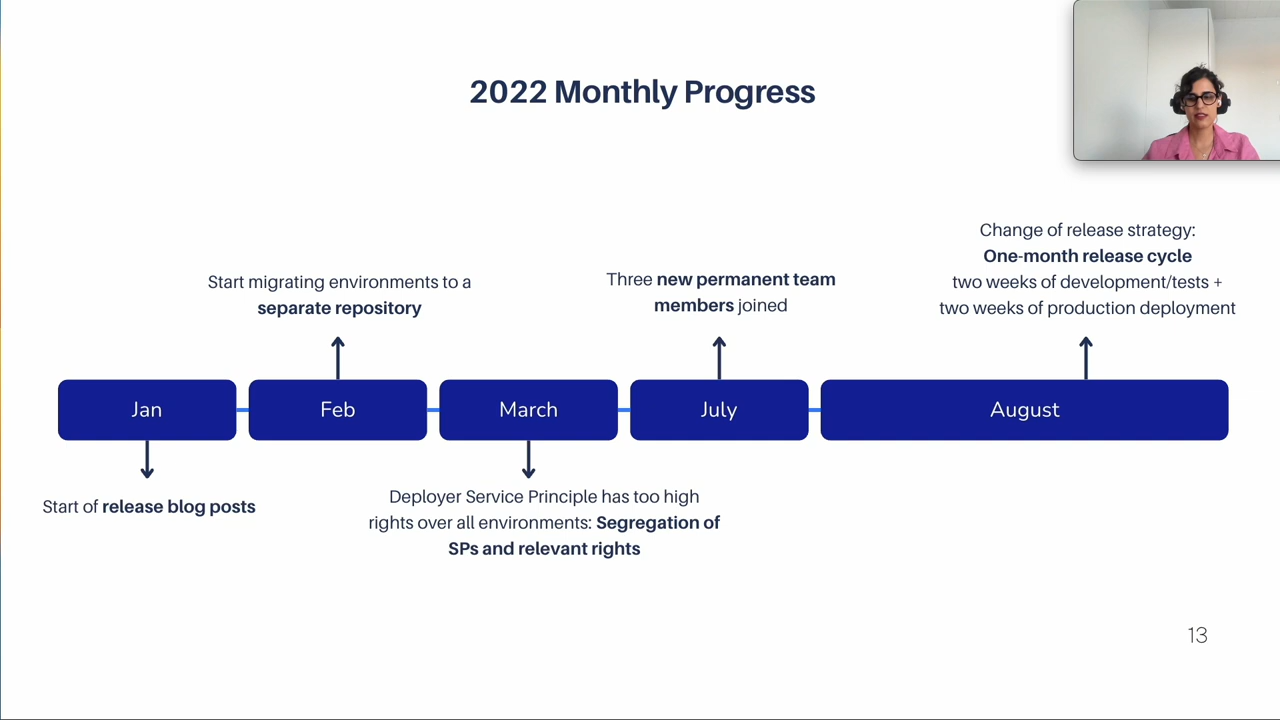 2022 Monthly Progress
Change of release strategy:
One-month release cycle
two weeks of development/tests +
two weeks of production deployment
Start migrating environments to a
separate repository
Three new permanent team
members joined
Jan
Feb
March
July
August
Start of release blog posts
Deployer Service Principle has too high
rights over all environments: Segregation of
SPs and relevant rights
13